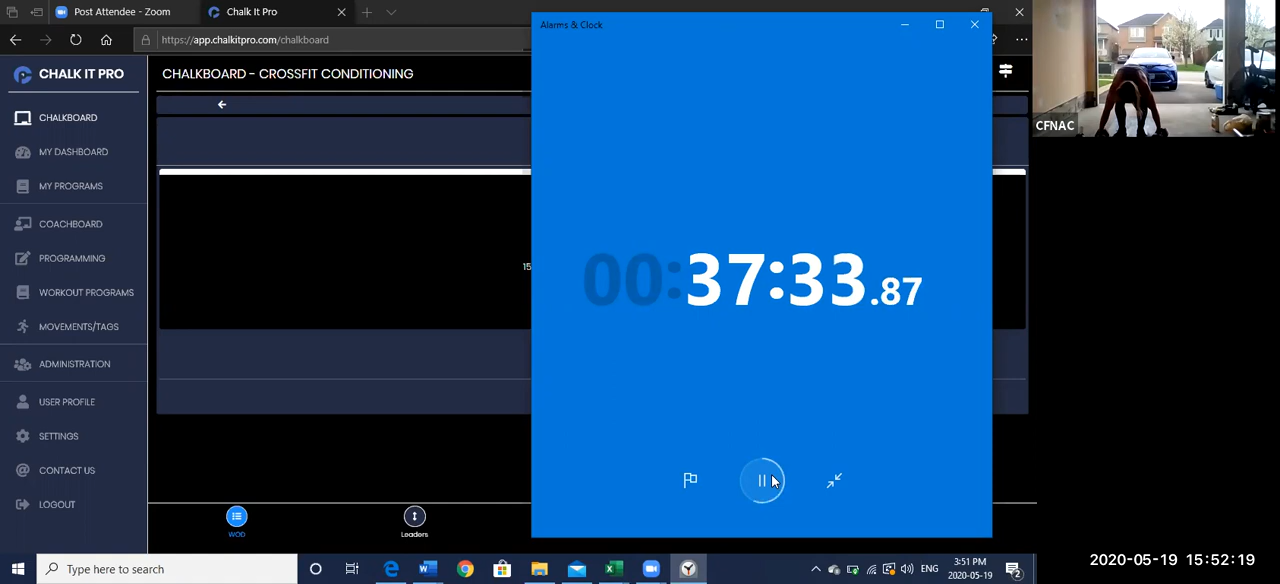 Post Attendee - Zoom
Chalk It Pro
https://app.chalkitpro.com/chalkboard
CHALK IT PRO
CHALKBOARD
MY DASHBOARD
MY PROGRAMS
COACHBOARD
PROGRAMMING
WORKOUT PROGRAMS
MOVEMENTS/TAGS
ADMINISTRATION
USER PROFILE
SETTINGS
CONTACT US
LOGOUT
CHALKBOARD - CROSSFIT CONDITIONING
15
WOD
Leaders
Alarms & Clock
00:37:33.87
CFNAC
Type here to search
ENG
3:51 PM
2020-05-19
2
2020-05-19 15:52:19